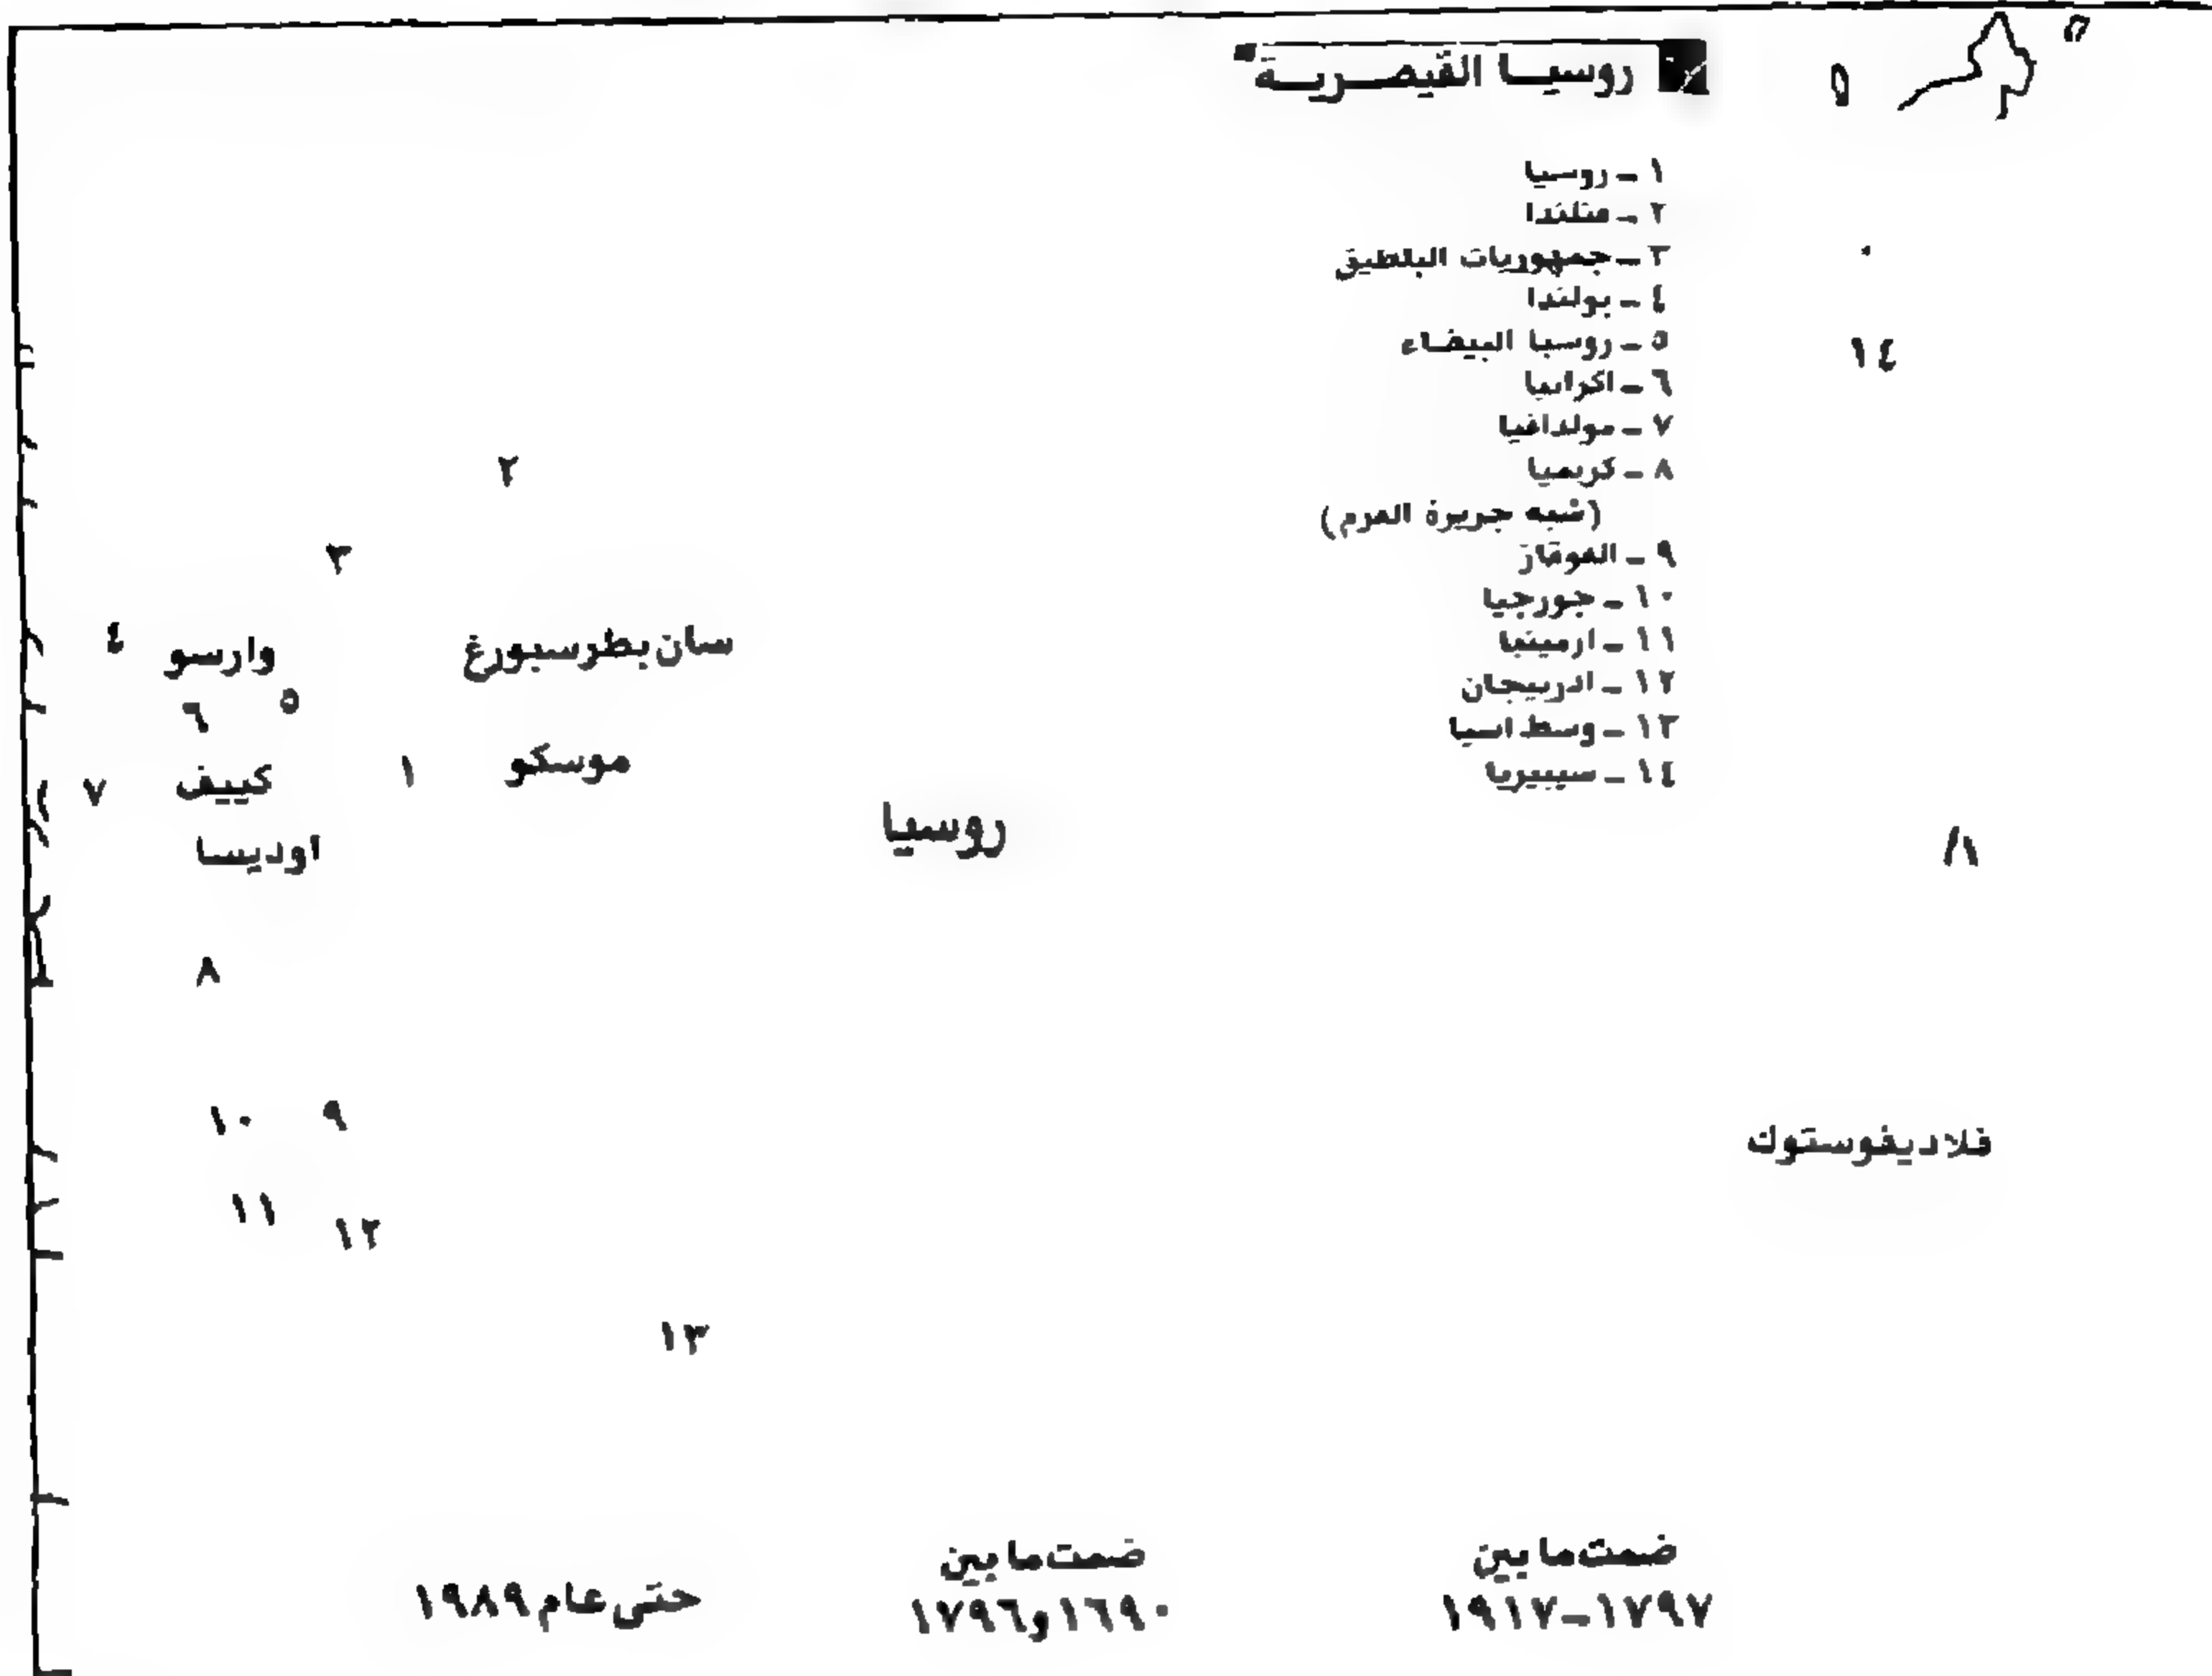 روسيا القيصرية
١ - روسيا
٢ - فنلندا
٣ - جمهوريات البلطيق
٤ - بولندا
٥ - روسيا البيضاء
٦ - اكرانيا
٧ - مولدافيا
٨ - كريميا
(شبه جزيرة القرم)
٩ - القوقاز
١٠ - جورجيا
١١ - ارمينيا
١٢ - اذربيجان
١٣ - وسط اسيا
١٤ - سيبيريا
١٤
٢
٣
سان بطرسبورغ
وارسو
٤
٥
٦
موسكو
١
كييف
٧
روسيا
اوديسا
٨
٩
١٠
فلاديفوستوك
١١
١٢
١٣
ضمت ما بين
١٧٩٧-١٩١٧
ضمت ما بين
١٦٩٠ و ١٧٩٦
حتى عام ١٩٨٩